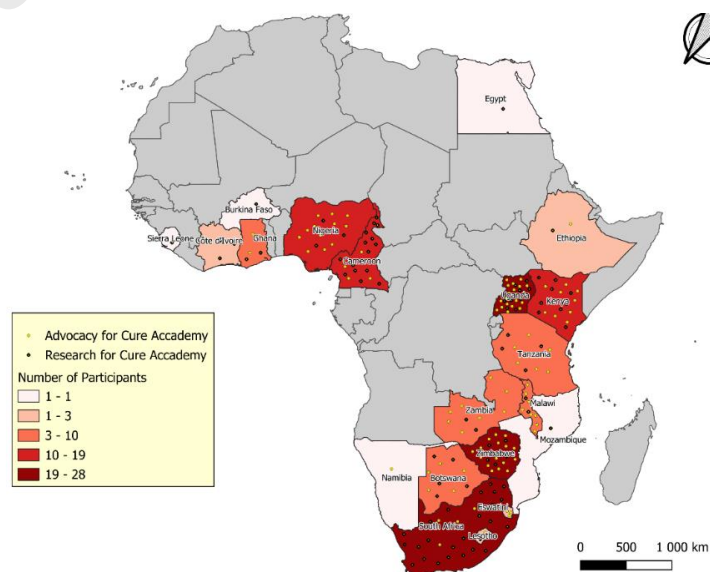 Egypt
Burkina Faso
Nigeria
Sierra Leone
Côte d'Ivoire
Ghana
Ethiopia
Cameroon
Uganda
Kenya
Advocacy for Cure Accademy
Research for Cure Accademy
Number of Participants
1 - 1
1 - 3
3 - 10
10 - 19
19 - 28
Tanzania
Malawi
Zambia
Mozambique
Zimbabwe
Namibia
Botswana
Eswatini
South Africa
Lesotho
0 500 1 000 km